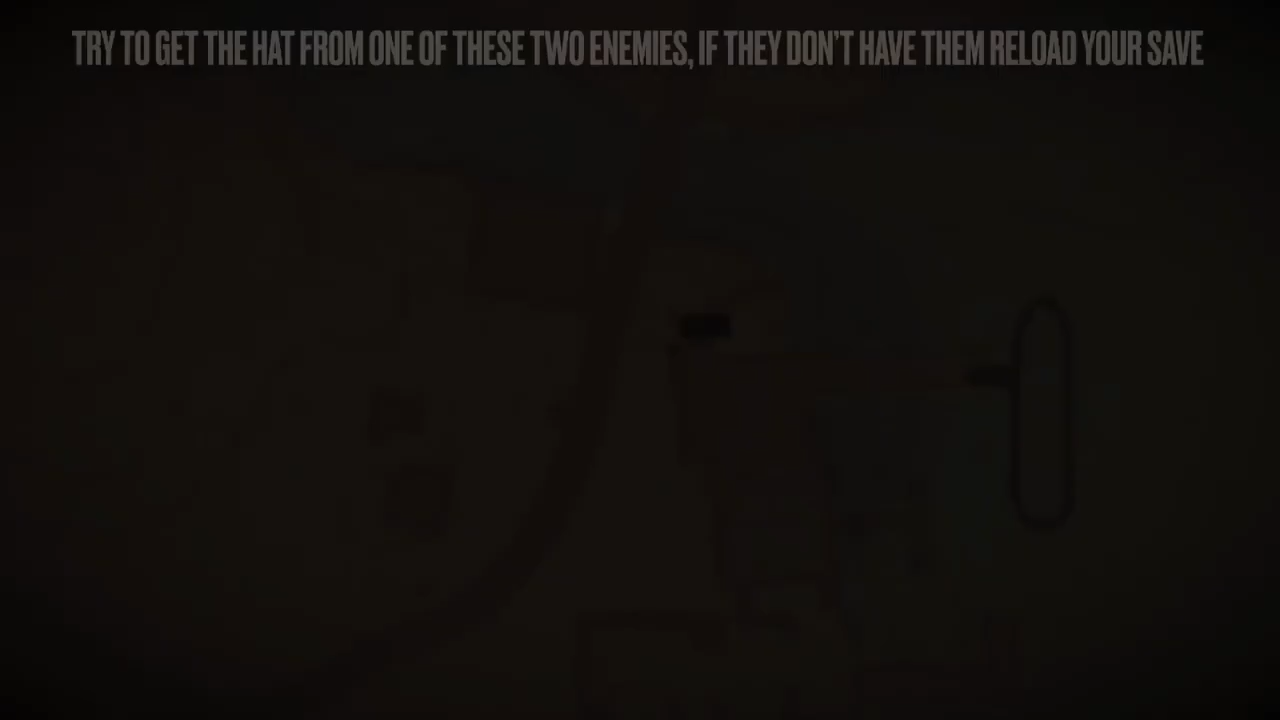 TRY TO GET THE HAT FROM ONE OF THESE TWO ENEMIES, IF THEY DON'T HAVE THEM RELOAD YOUR SAVE